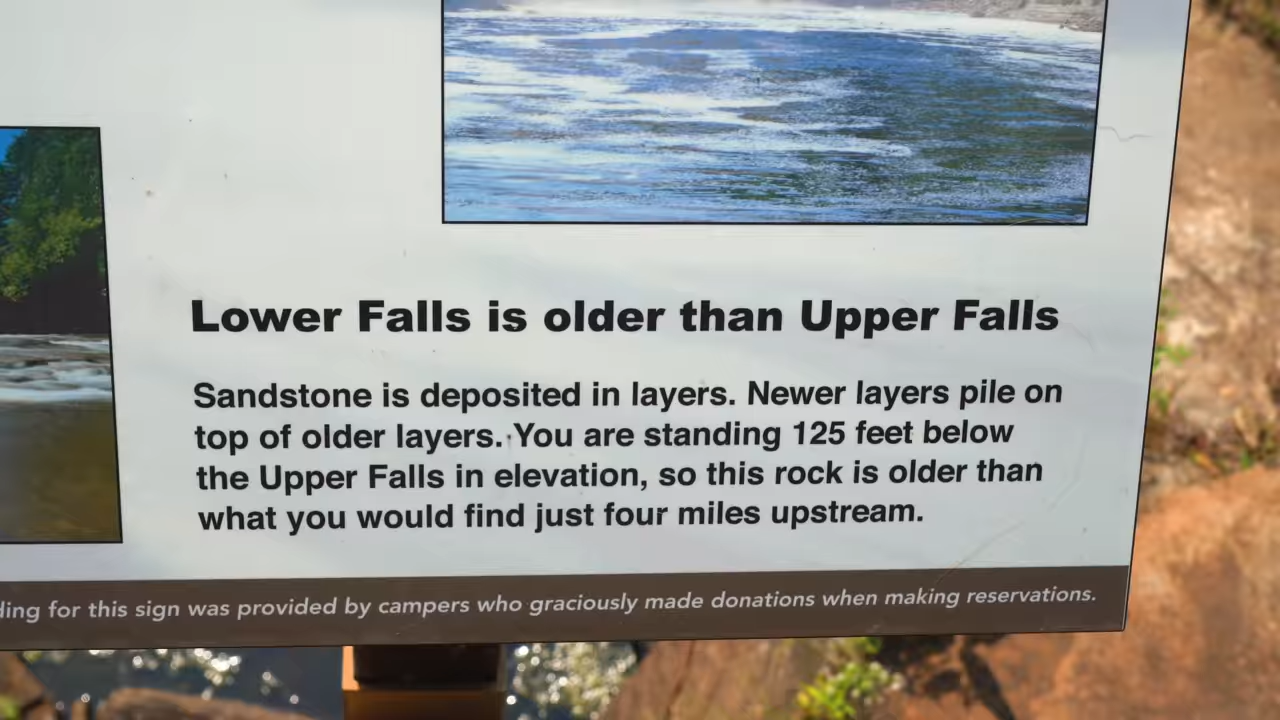 Lower Falls is older than Upper Falls
Sandstone is deposited in layers. Newer layers pile on
top of older layers. You are standing 125 feet below
the Upper Falls in elevation, so this rock is older than
what you would find just four miles upstream.
for this sign was provided by campers who graciously made donations when making reservations.